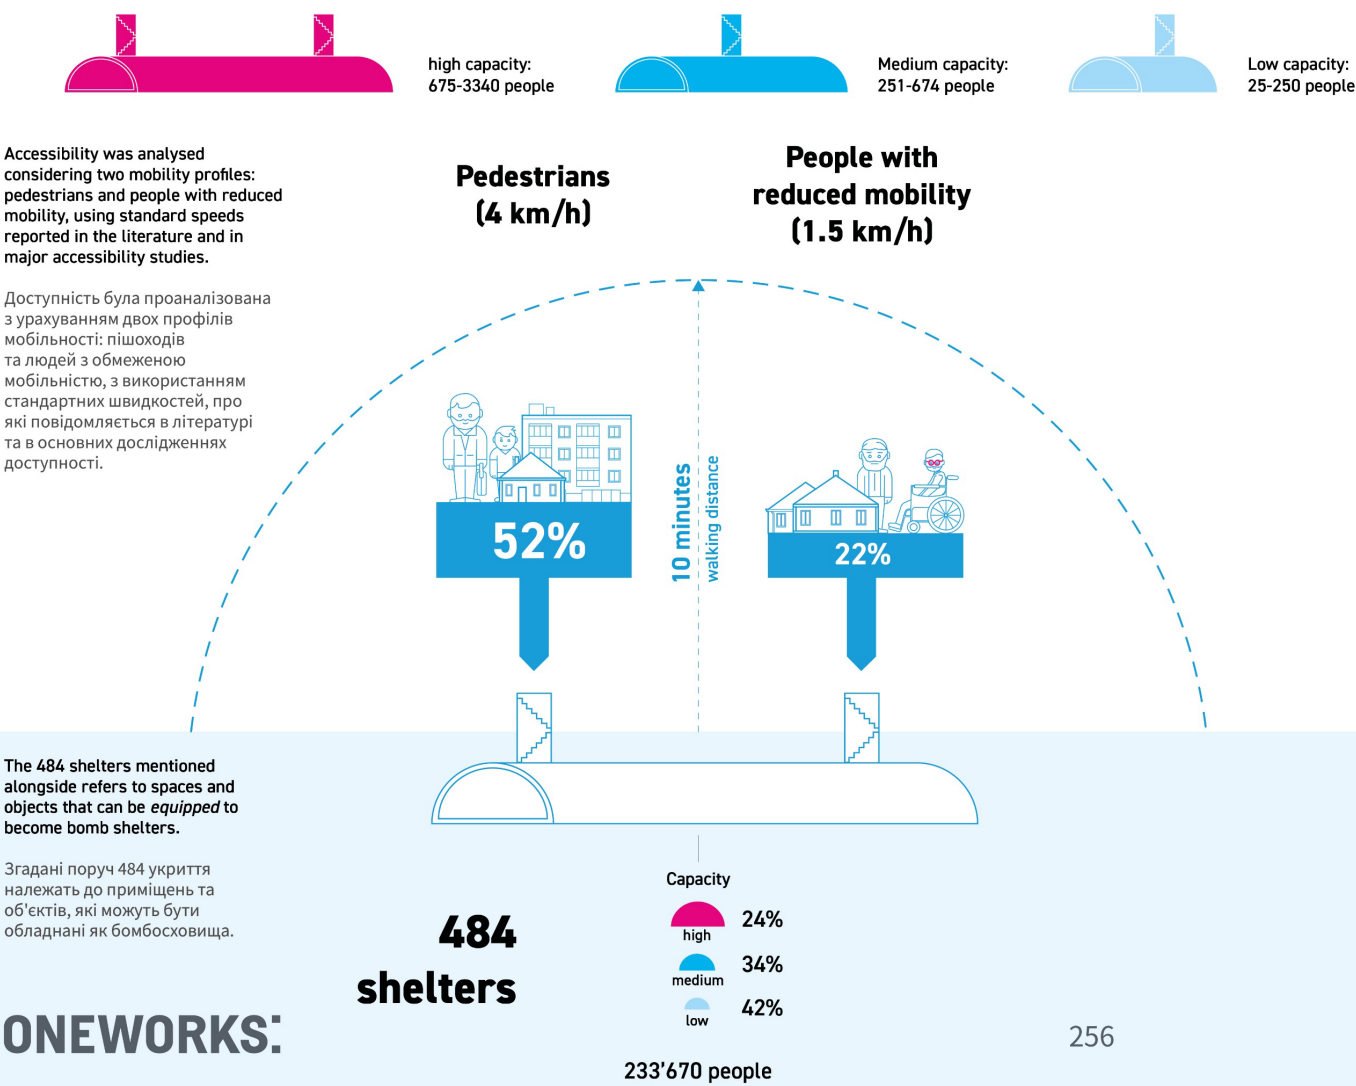 high capacity:
675-3340 people
Medium capacity:
251-674 people
Low capacity:
25-250 people
Accessibility was analysed
considering two mobility profiles:
pedestrians and people with reduced
mobility, using standard speeds
reported in the literature and in
major accessibility studies.
Доступність була проаналізована
з урахуванням двох профілів
мобільності: пішоходів
та людей з обмеженою
мобільністю, з використанням
стандартних швидкостей, про
які повідомляється в літературі
та в основних дослідженнях
доступності.
Pedestrians
(4 km/h)
People with
reduced mobility
(1.5 km/h)
52%
10 minutes
walking distance
22%
The 484 shelters mentioned
alongside refers to spaces and
objects that can be equipped to
become bomb shelters.
Згадані поруч 484 укриття
належать до приміщень та
об'єктів, які можуть бути
обладнані як бомбосховища.
484
shelters
Capacity
high
24%
medium
34%
low
42%
233'670 people
ONEWORKS:
256